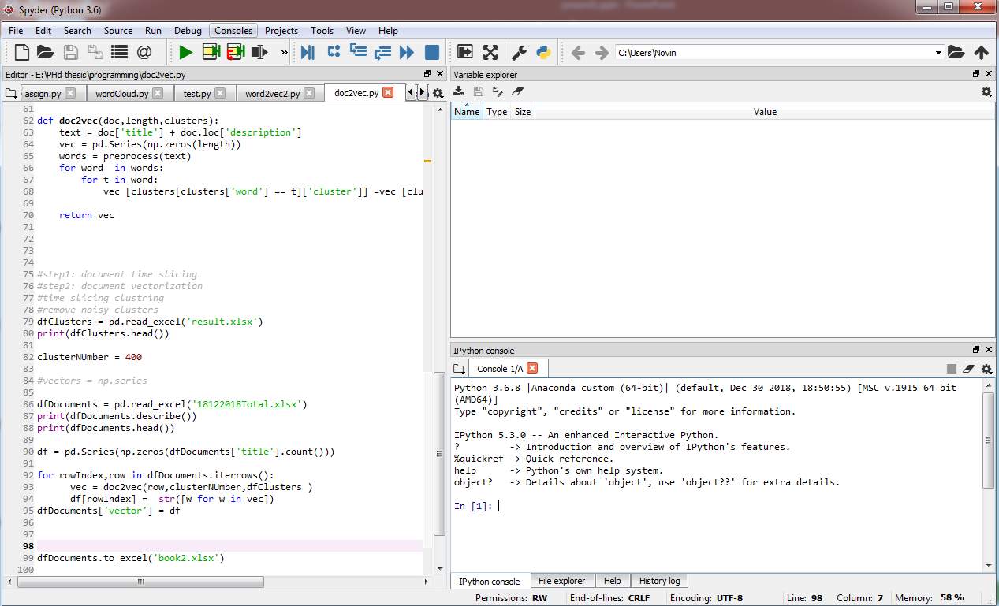 Spyder (Python 3.6)
File Edit Search Source Run Debug Consoles Projects Tools View Help
C:\Users\Novin
Editor - E:\PHd thesis\programming\doc2vec.py
assign.py wordCloud.py test.py word2vec2.py doc2vec.py
61
62 def doc2vec(doc,length,clusters):
63     text = doc['title'] + doc.loc['description']
64     vec = pd.Series(np.zeros(length))
65     words = preprocess(text)
66     for word  in words:
67         for t in word:
68             vec [clusters[clusters['word'] == t]['cluster']] =vec [clu
69
70     return vec
71
72
73
74
75 #step1: document time slicing
76 #step2: document vectorization
77 #time slicing clustring
78 #remove noisy clusters
79 dfClusters = pd.read_excel('result.xlsx')
80 print(dfClusters.head())
81
82 clusterNUmber = 400
83
84 #vectors = np.series
85
86 dfDocuments = pd.read_excel('18122018Total.xlsx')
87 print(dfDocuments.describe())
88 print(dfDocuments.head())
89
90 df = pd.Series(np.zeros(dfDocuments['title'].count()))
91
92 for rowIndex,row in dfDocuments.iterrows():
93       vec = doc2vec(row,clusterNUmber,dfClusters )
94       df[rowIndex] =  str([w for w in vec])
95 dfDocuments['vector'] = df
96
97
98
99 dfDocuments.to_excel('book2.xlsx')
100
Variable explorer
Name Type Size Value
IPython console
Console 1/A
Python 3.6.8 |Anaconda custom (64-bit)| (default, Dec 30 2018, 18:50:55) [MSC v.1915 64 bit
(AMD64)]
Type "copyright", "credits" or "license" for more information.
IPython 5.3.0 -- An enhanced Interactive Python.
?         -> Introduction and overview of IPython's features.
%quickref -> Quick reference.
help      -> Python's own help system.
object?   -> Details about 'object', use 'object??' for extra details.
In [1]:
IPython console File explorer Help History log
Permissions: RW End-of-lines: CRLF Encoding: UTF-8 Line: 98 Column: 7 Memory: 58 %